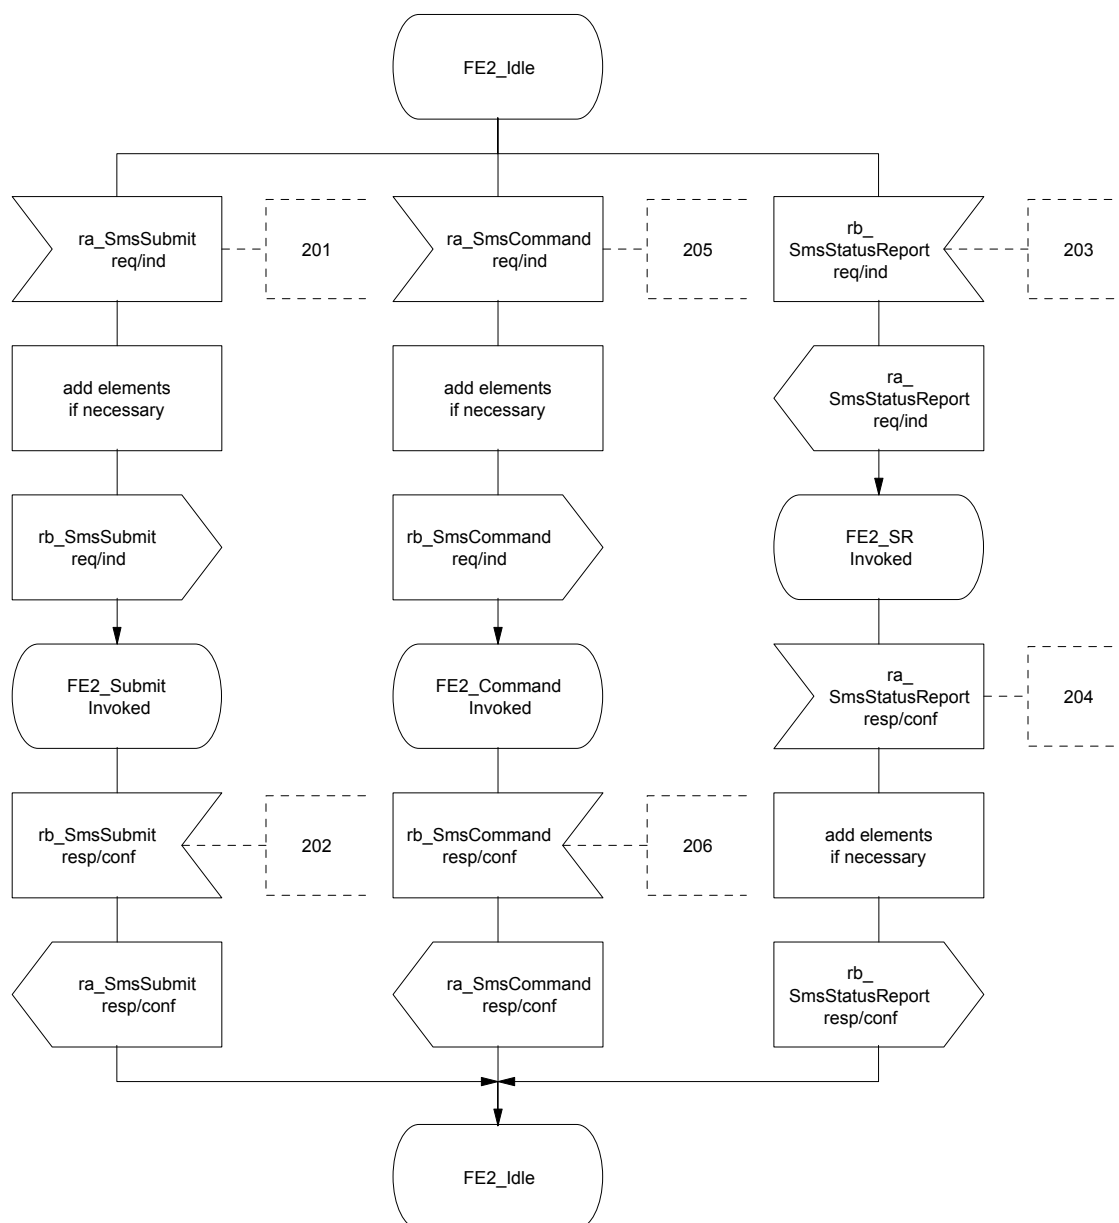 FE2_Idle
ra_SmsSubmit
req/ind
201
ra_SmsCommand
req/ind
205
rb_
SmsStatusReport
req/ind
203
add elements
if necessary
add elements
if necessary
ra_
SmsStatusReport
req/ind
rb_SmsSubmit
req/ind
rb_SmsCommand
req/ind
FE2_SR
Invoked
FE2_Submit
Invoked
FE2_Command
Invoked
ra_
SmsStatusReport
resp/conf
204
rb_SmsSubmit
resp/conf
202
rb_SmsCommand
resp/conf
206
add elements
if necessary
ra_SmsSubmit
resp/conf
ra_SmsCommand
resp/conf
rb_
SmsStatusReport
resp/conf
FE2_Idle